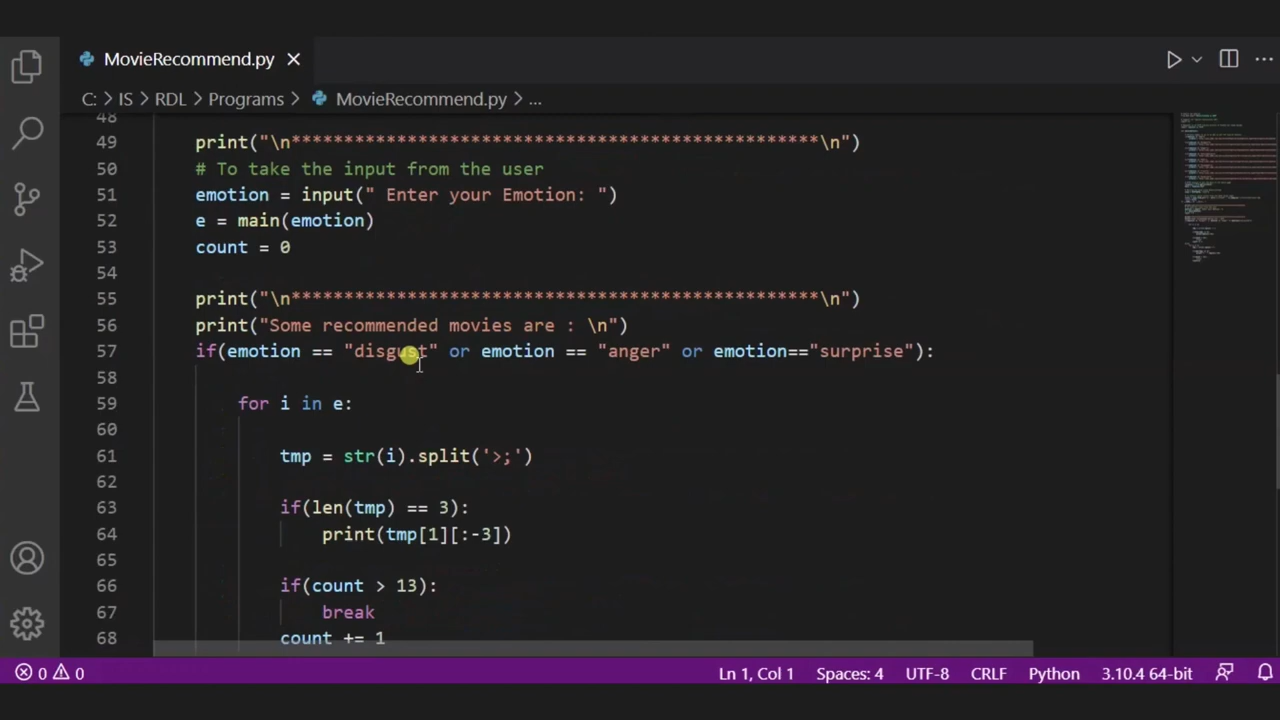 MovieRecommend.py
C: > IS > RDL > Programs > MovieRecommend.py > ...
48
49 print("\n**************************************************\n")
50 # To take the input from the user
51 emotion = input(" Enter your Emotion: ")
52 e = main(emotion)
53 count = 0
54
55 print("\n**************************************************\n")
56 print("Some recommended movies are : \n")
57 if(emotion == "disgust" or emotion == "anger" or emotion=="surprise"):
58
59 for i in e:
60
61 tmp = str(i).split('>;')
62
63 if(len(tmp) == 3):
64 print(tmp[1][:-3])
65
66 if(count > 13):
67 break
68 count += 1
0 0 Ln 1, Col 1 Spaces: 4 UTF-8 CRLF Python 3.10.4 64-bit